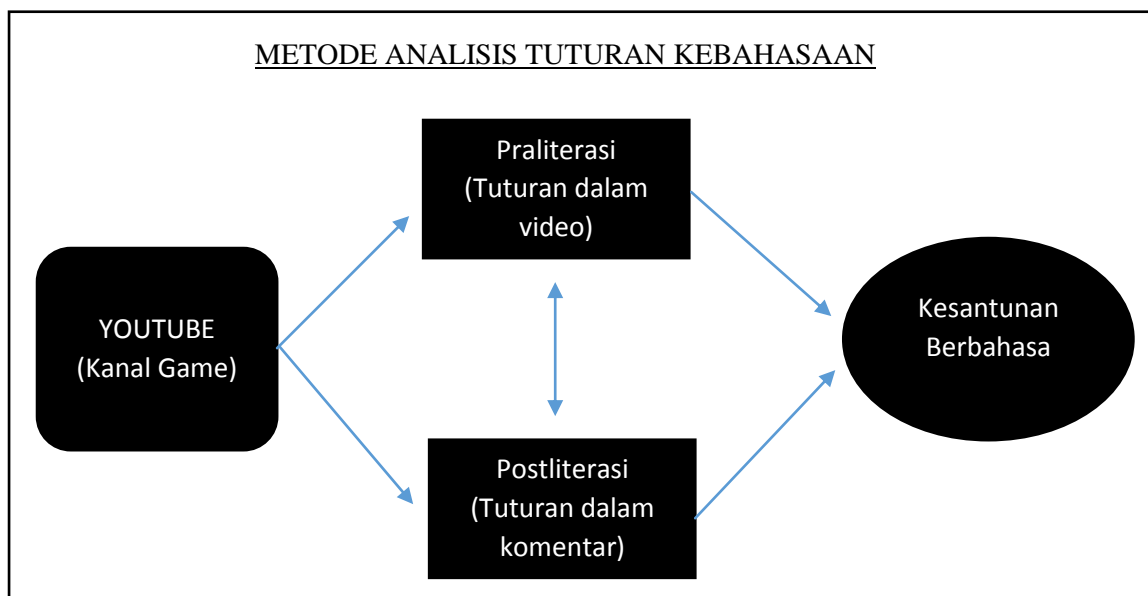 METODE ANALISIS TUTURAN KEBAHASAAN
Praliterasi
(Tuturan dalam
video)
YOUTUBE
(Kanal Game)
Kesantunan
Berbahasa
Postliterasi
(Tuturan dalam
komentar)